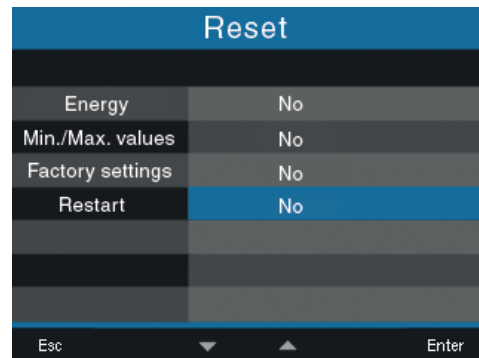 Reset
Energy No
Min./Max. values No
Factory settings No
Restart No
Esc Enter